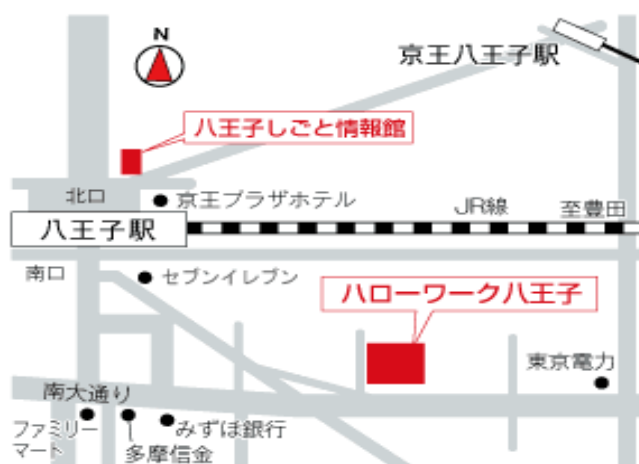 N
京王八王子駅
八王子しごと情報館
北口
京王プラザホテル
JR線
至豊田
八王子駅
南口
セブンイレブン
ハローワーク八王子
東京電力
南大通り
ファミリー
マート
みずほ銀行
多摩信金